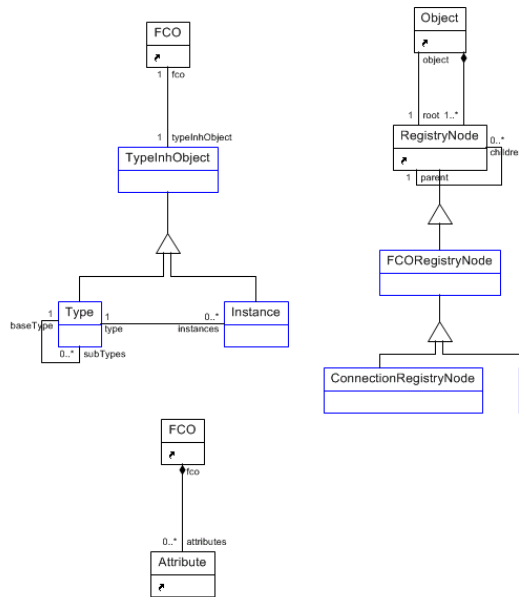 FCO
1 fco
1 typeInhObject
TypeInhObject
Type
Instance
1
baseType
0..* subTypes
1
type
0..*
instances
FCO
fco
0..* attributes
Attribute
Object
object
1 root 1..*
RegistryNode
0..*
childre
1 parent
FCORegistryNode
ConnectionRegistryNode